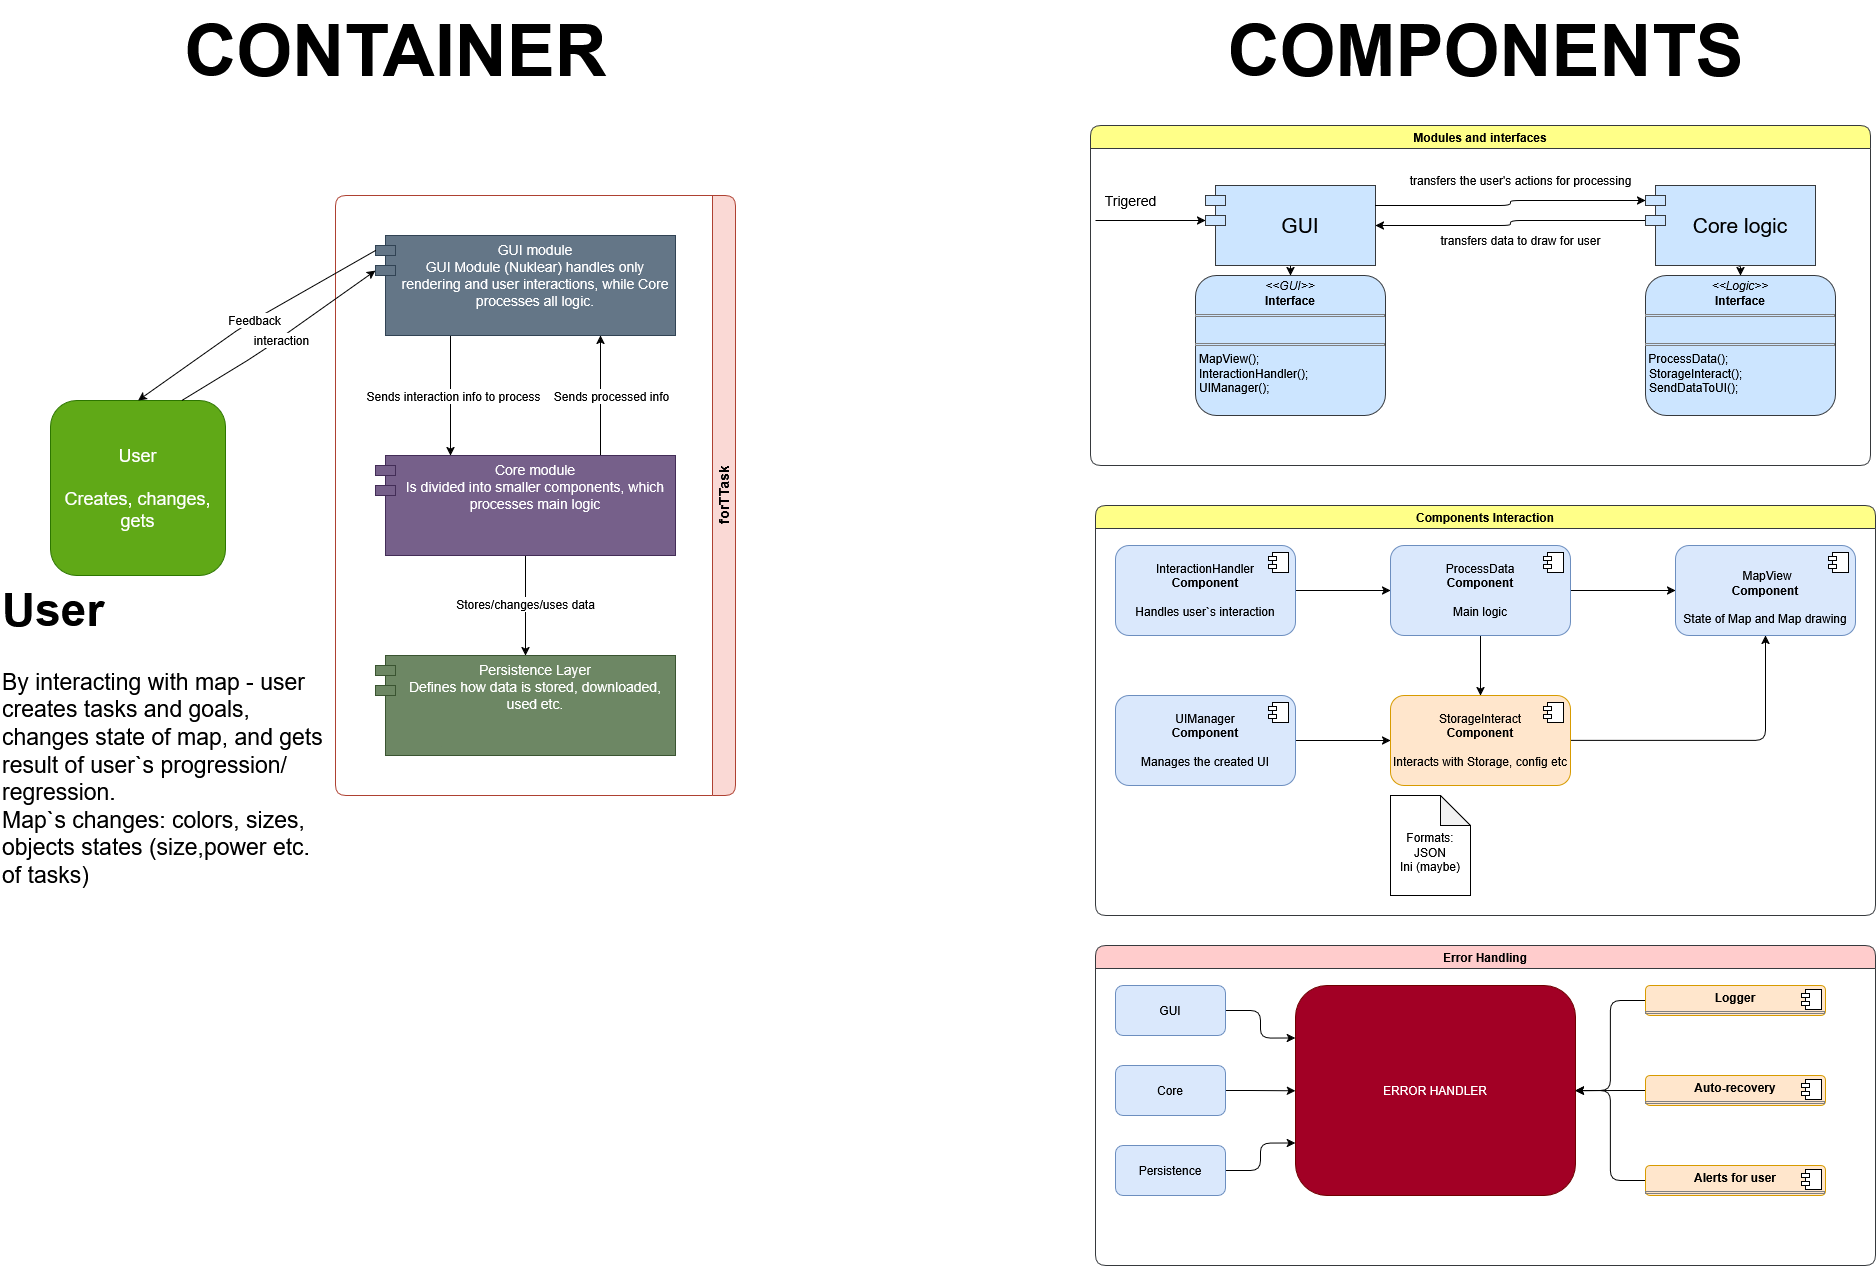 CONTAINER
GUI module
GUI Module (Nuklear) handles only
rendering and user interactions, while Core
processes all logic.
Feedback
interaction
Sends interaction info to process
Sends processed info
User
Creates, changes,
gets
Core module
Is divided into smaller components, which
processes main logic
forTTask
Stores/changes/uses data
Persistence Layer
Defines how data is stored, downloaded,
used etc.
User
By interacting with map - user
creates tasks and goals,
changes state of map, and gets
result of user`s progression/
regression.
Map`s changes: colors, sizes,
objects states (size,power etc.
of tasks)
COMPONENTS
Modules and interfaces
Trigered
GUI
transfers the user's actions for processing
transfers data to draw for user
Core logic
<<GUI>>
Interface
MapView();
InteractionHandler();
UIManager();
<<Logic>>
Interface
ProcessData();
StorageInteract();
SendDataToUI();
Components Interaction
InteractionHandler
Component
Handles user`s interaction
ProcessData
Component
Main logic
MapView
Component
State of Map and Map drawing
UIManager
Component
Manages the created UI
StorageInteract
Component
Interacts with Storage, config etc
Formats:
JSON
Ini (maybe)
Error Handling
GUI
Core
Persistence
ERROR HANDLER
Logger
Auto-recovery
Alerts for user